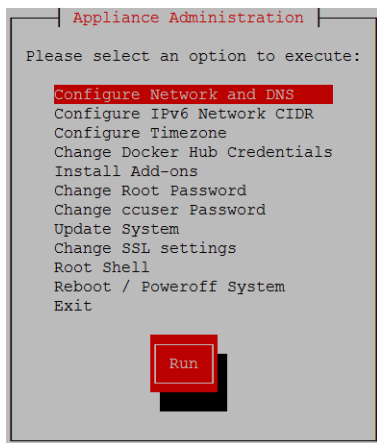 Appliance Administration
Please select an option to execute:
Configure Network and DNS
Configure IPv6 Network CIDR
Configure Timezone
Change Docker Hub Credentials
Install Add-ons
Change Root Password
Change ccuser Password
Update System
Change SSL settings
Root Shell
Reboot / Poweroff System
Exit
Run